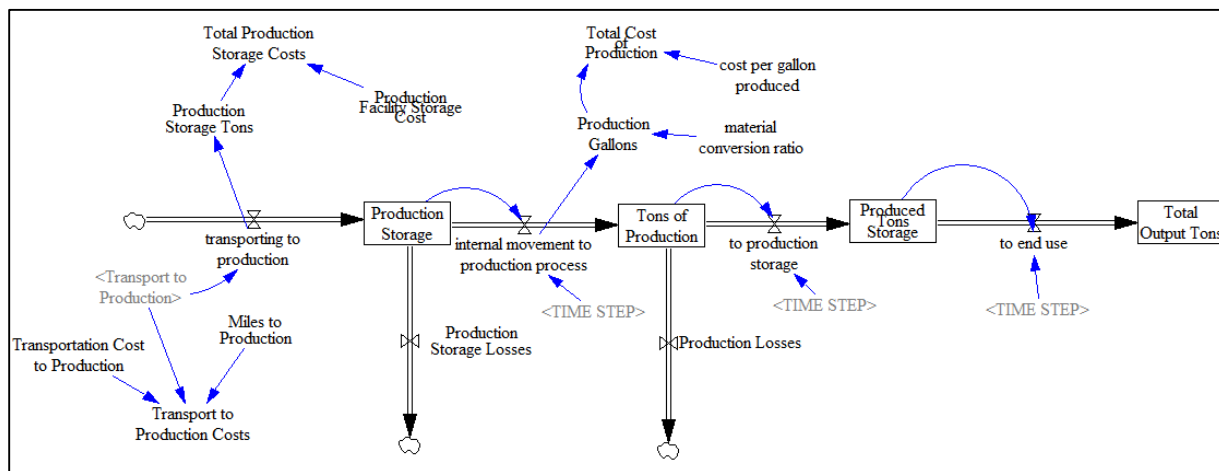 Total Production
Storage Costs
Total Cost
of
Production
cost per gallon
produced
Production
Storage Tons
Production
Facility Storage
Cost
Production
Gallons
material
conversion ratio
Production
Storage
Tons of
Production
Produced
Tons
Storage
Total
Output Tons
transporting to
production
internal movement to
production process
to production
storage
to end use
<Transport to
Production>
<TIME STEP>
<TIME STEP>
<TIME STEP>
Miles to
Production
Transportation Cost
to Production
Production
Storage Losses
Production Losses
Transport to
Production Costs